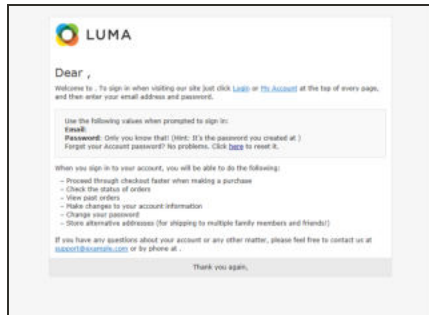 LUMA
Dear ,
Welcome to . To sign in when visiting our site just click Login or My Account at the top of every page,
and then enter your email address and password.
Use the following values when prompted to sign in:
Email:
Password: Only you know that! (Hint: It's the password you created at )
Forgot your Account password? No problems. Click here to reset it.
When you sign in to your account, you will be able to do the following:
– Proceed through checkout faster when making a purchase
– Check the status of orders
– View past orders
– Make changes to your account information
– Change your password
– Store alternative addresses (for shipping to multiple family members and friends!)
If you have any questions about your account or any other matter, please feel free to contact us at
support@example.com or by phone at .
Thank you again,